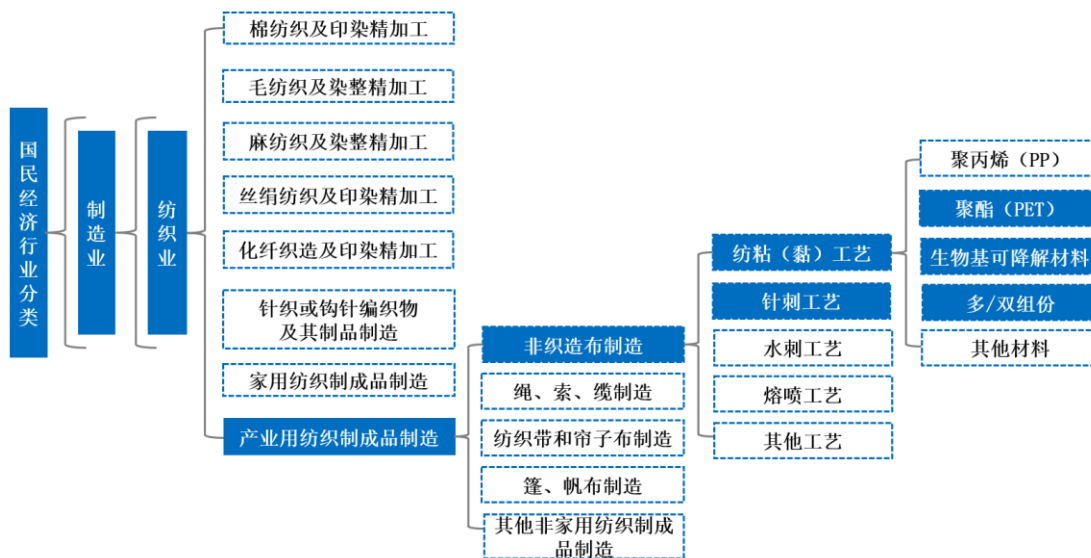 国民经济行业分类
制造业
纺织业
棉纺织及印染精加工
毛纺织及染整精加工
麻纺织及染整精加工
丝绢纺织及印染精加工
化纤织造及印染精加工
针织或钩针编织物
及其制品制造
家用纺织制成品制造
产业用纺织制成品制造
非织造布制造
绳、索、缆制造
纺织带和帘子布制造
篷、帆布制造
其他非家用纺织制成
品制造
纺粘（黏）工艺
针刺工艺
水刺工艺
熔喷工艺
其他工艺
聚丙烯（PP）
聚酯（PET）
生物基可降解材料
多/双组份
其他材料